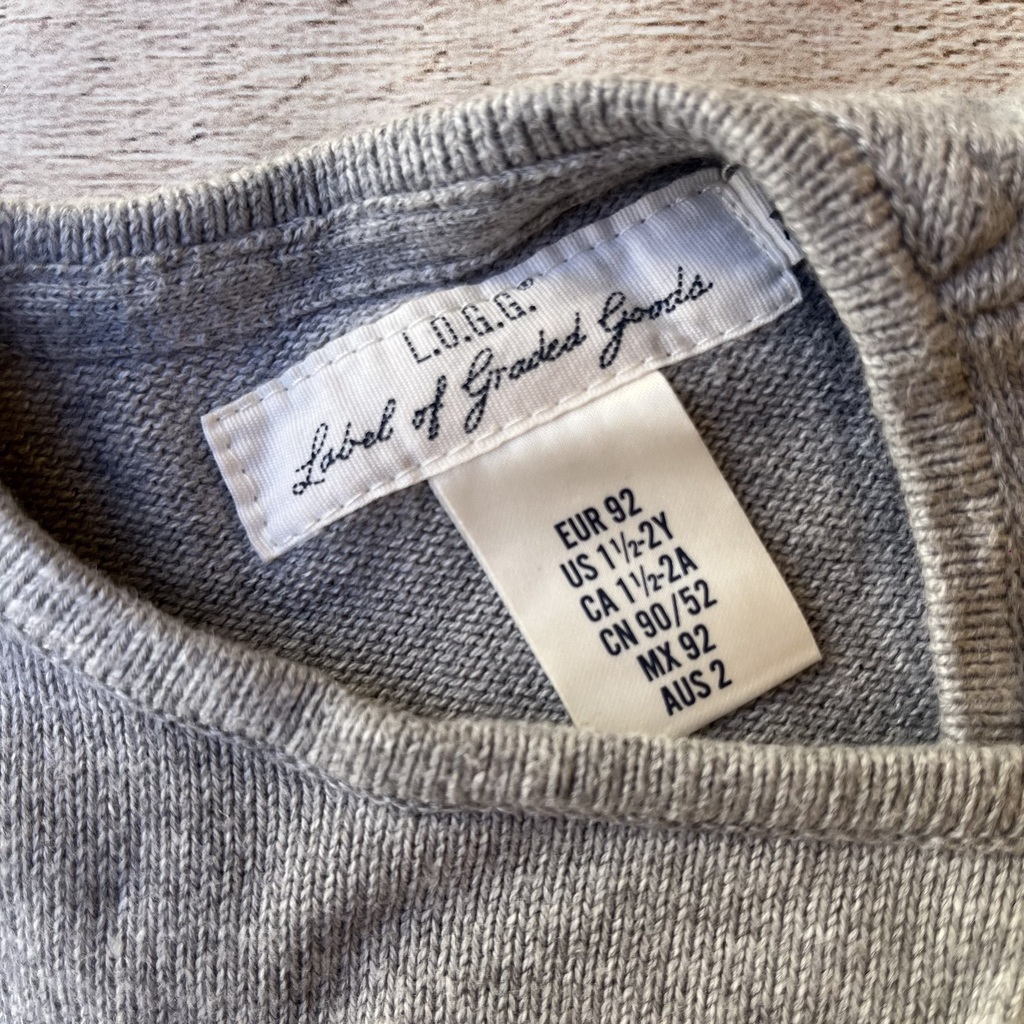 L.O.G.G.®
Label of Graded Goods
EUR 92
US 1½-2Y
CA 1½-2A
CN 90/52
MX 92
AUS 2